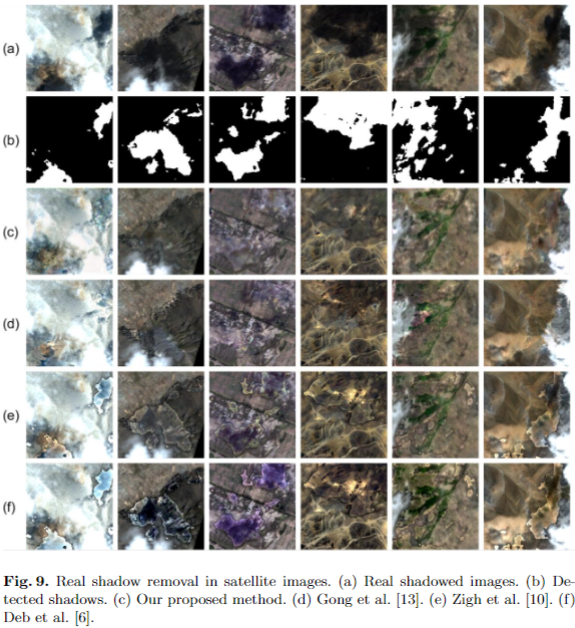 (a)
(b)
(c)
(d)
(e)
(f)
Fig. 9. Real shadow removal in satellite images. (a) Real shadowed images. (b) De-
tected shadows. (c) Our proposed method. (d) Gong et al. [13]. (e) Zigh et al. [10]. (f)
Deb et al. [6].